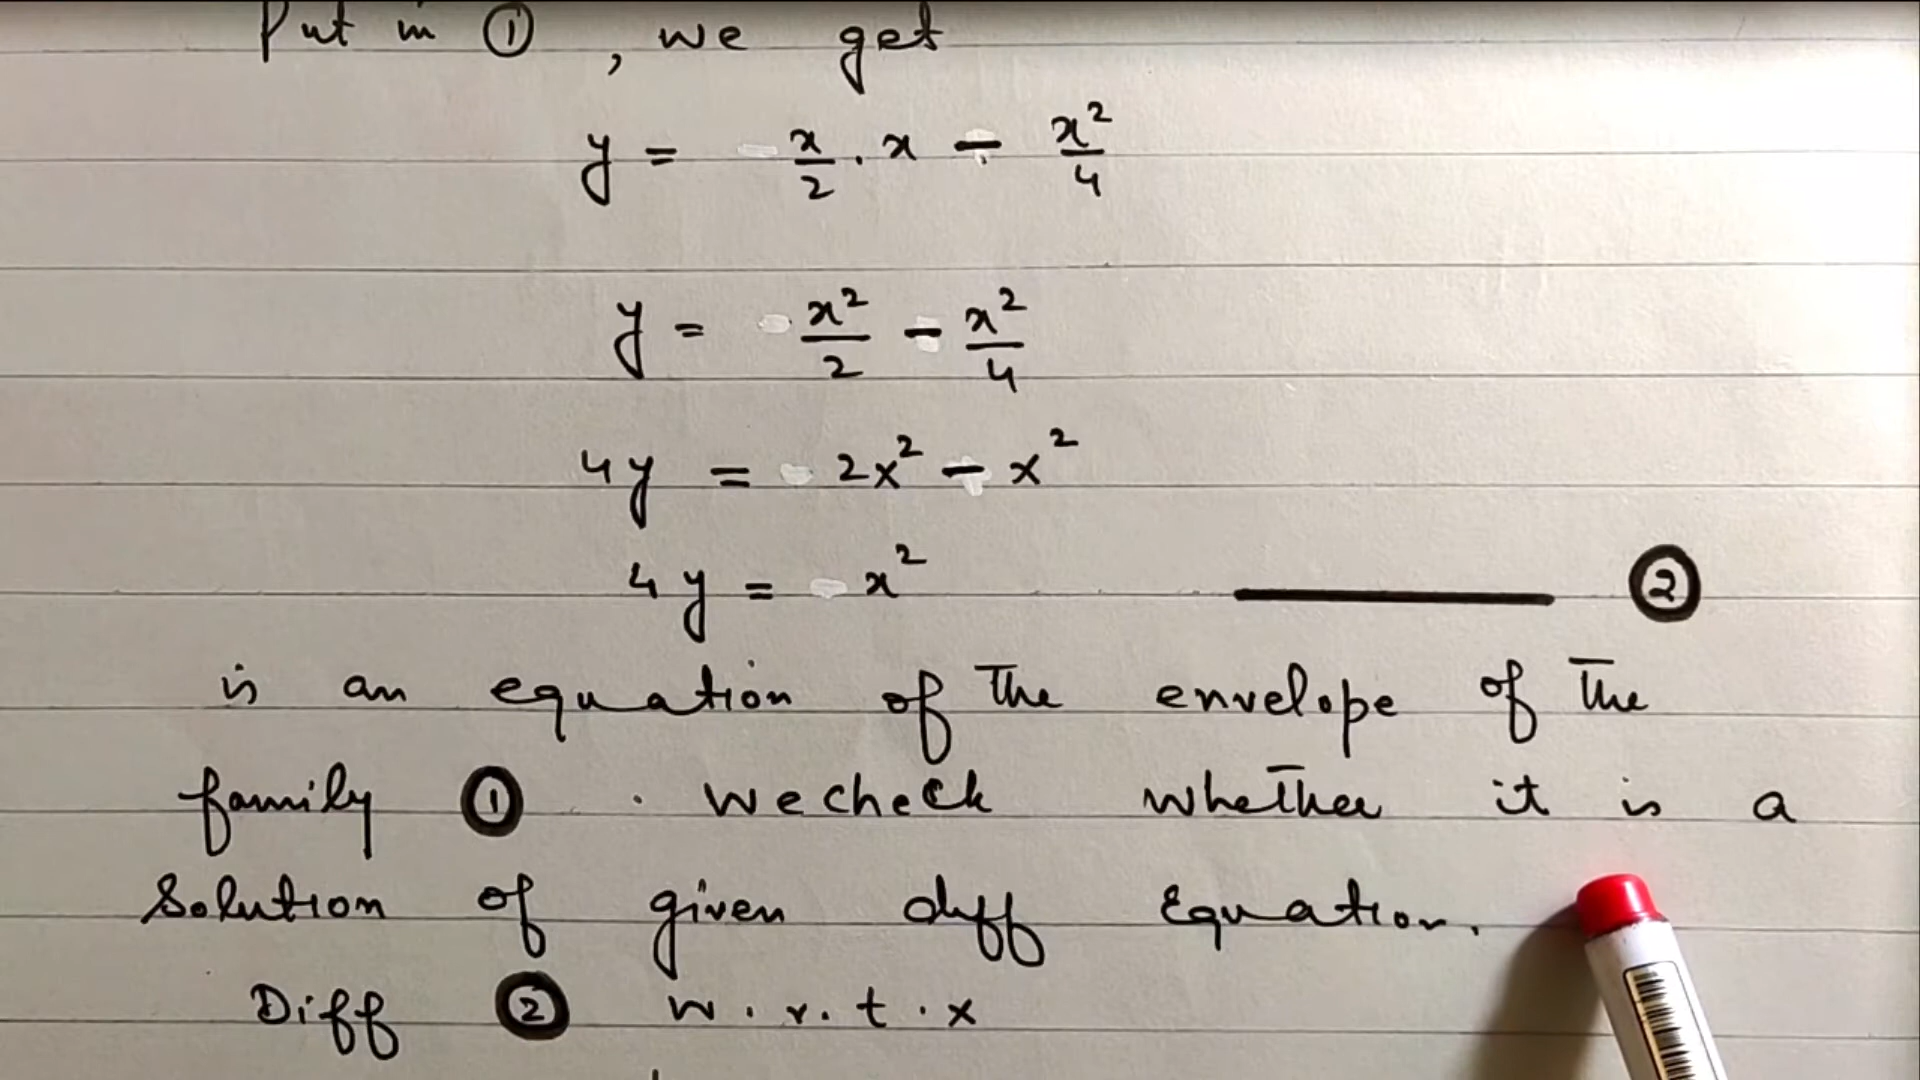 Put in ①, we get
y = x/2 . x - x²/4
y = x²/2 - x²/4
4y = 2x² - x²
4y = x² ②
is an equation of the envelope of the
family ① . We check whether it is a
Solution of given diff Equation.
Diff ② w.r.t.x